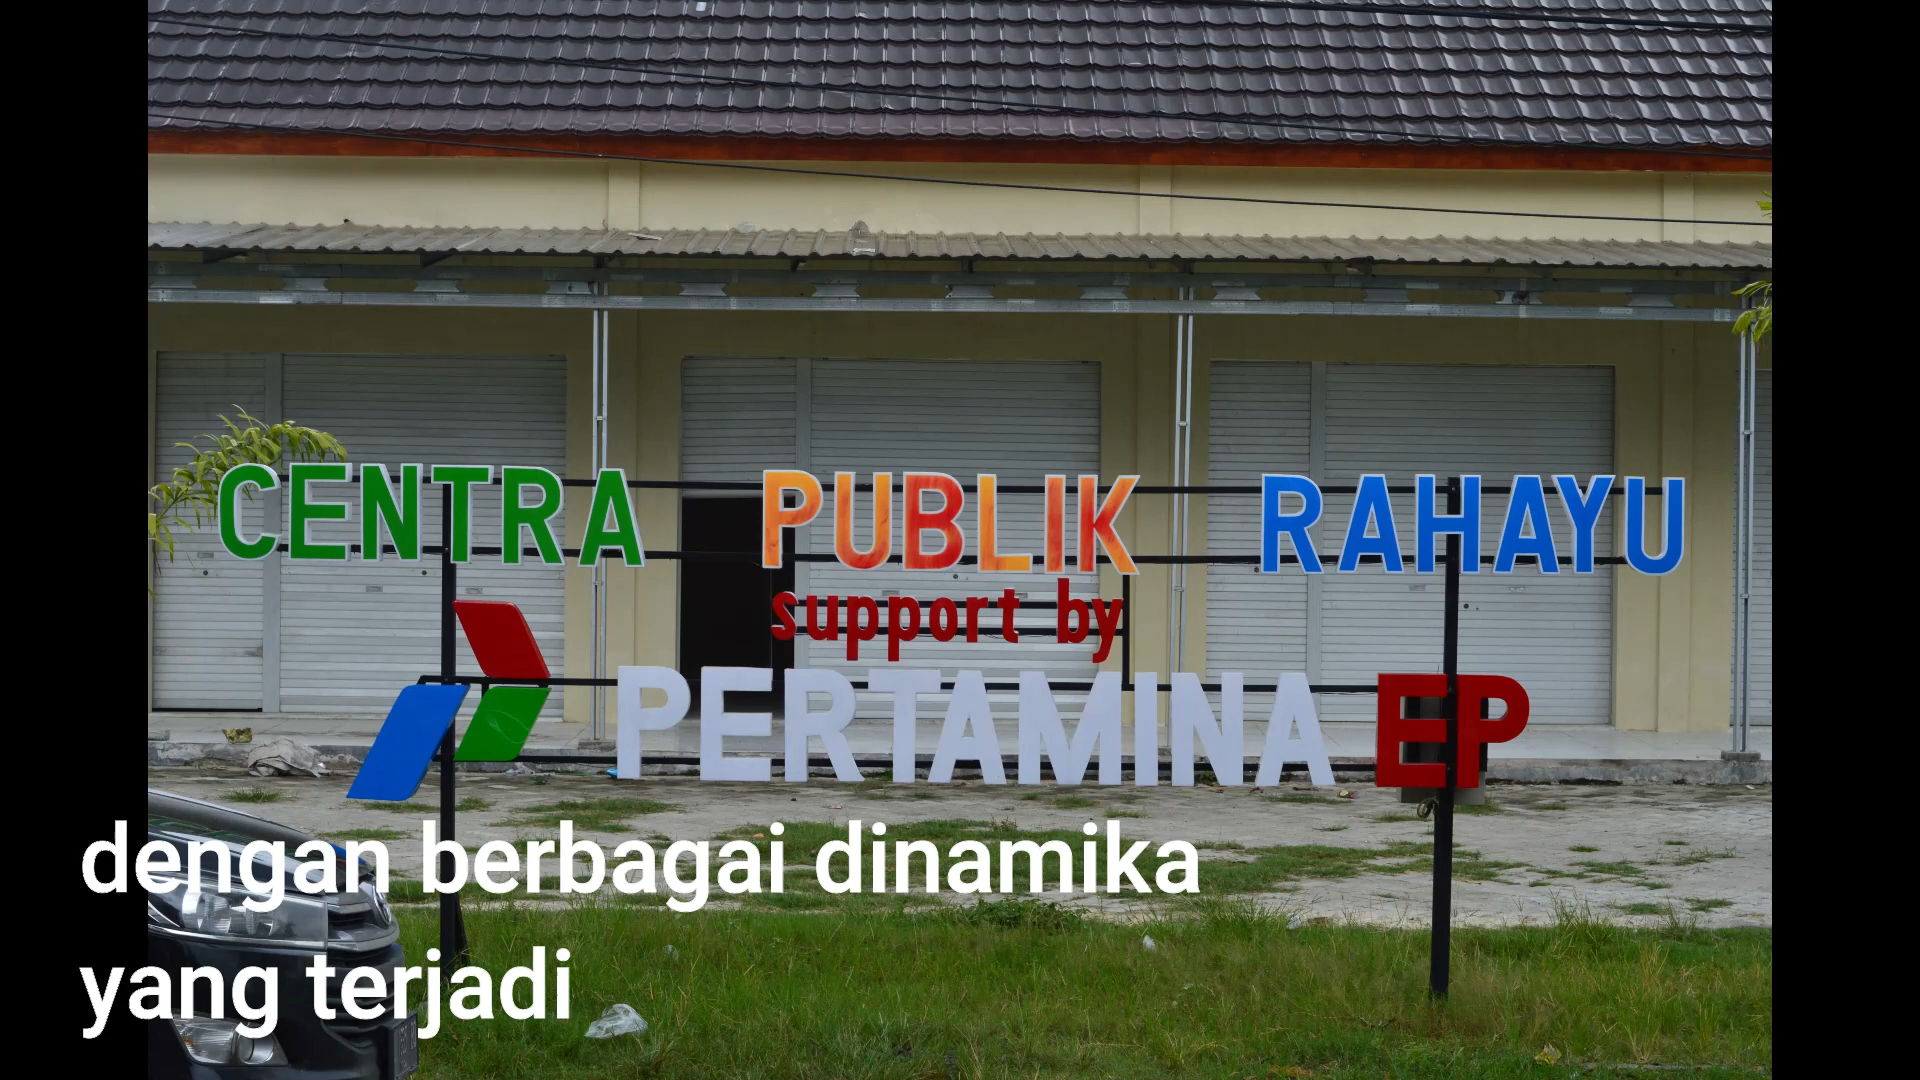 CENTRA PUBLIK RAHAYU
support by
PERTAMINA EP
dengan berbagai dinamika
yang terjadi